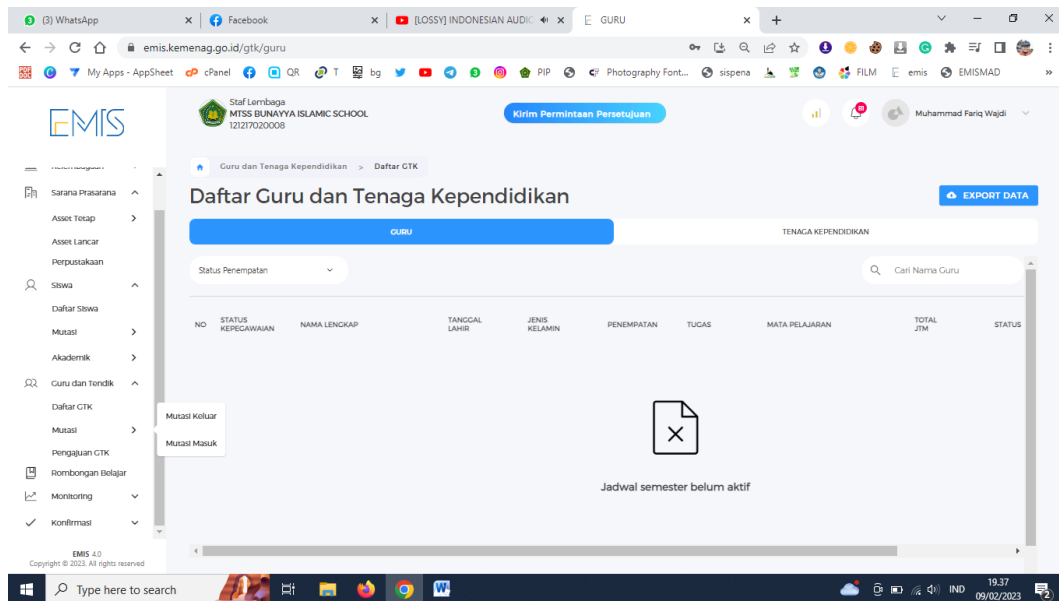 (3) WhatsApp
Facebook
[LOSSY] INDONESIAN AUDIO
GURU
emis.kemenag.go.id/gtk/guru
My Apps - AppSheet
cPanel
QR
T
bg
PIP
Photography Font...
sispena
FILM
emis
EMISMAD
»
EMIS
Staf Lembaga
MTSS BUNAYYA ISLAMIC SCHOOL
121217020008
Kirim Permintaan Persetujuan
Muhammad Fariq Wajdi
Sarana Prasarana
Asset Tetap
Asset Lancar
Perpustakaan
Siswa
Daftar Siswa
Mutasi
Akademik
Guru dan Tendik
Daftar GTK
Mutasi
Pengajuan GTK
Rombongan Belajar
Monitoring
Konfirmasi
Mutasi Keluar
Mutasi Masuk
EMIS 4.0
Copyright © 2023. All rights reserved
Guru dan Tenaga Kependidikan > Daftar GTK
Daftar Guru dan Tenaga Kependidikan
EXPORT DATA
GURU
TENAGA KEPENDIDIKAN
Status Penempatan
Cari Nama Guru
NO
STATUS
KEPEGAWAIAN
NAMA LENGKAP
TANGGAL
LAHIR
JENIS
KELAMIN
PENEMPATAN
TUGAS
MATA PELAJARAN
TOTAL
JTM
STATUS
Jadwal semester belum aktif
Type here to search
IND
19.37
09/02/2023